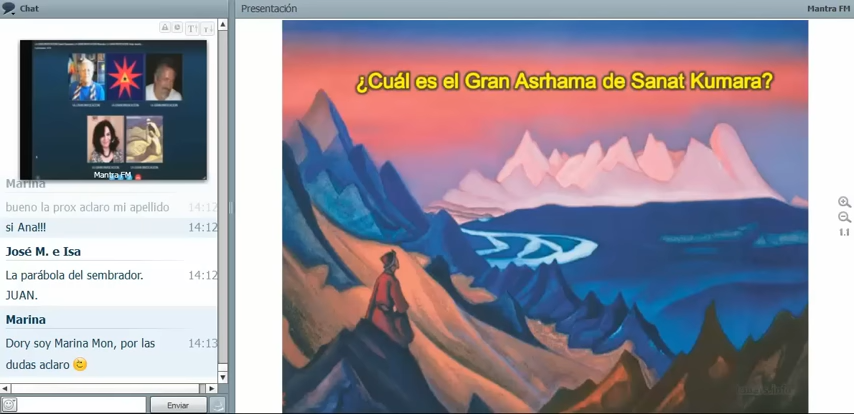 Chat
Presentación
Mantra FM
¿Cuál es el Gran Asrhama de Sanat Kumara?
Mantra FM
Marina
bueno la prox aclaro mi apellido 14:12
si Ana!!! 14:12
José M. e Isa
La parábola del sembrador. 14:12
JUAN.
Marina
Dory soy Marina Mon, por las 14:13
dudas aclaro
Enviar
1.1